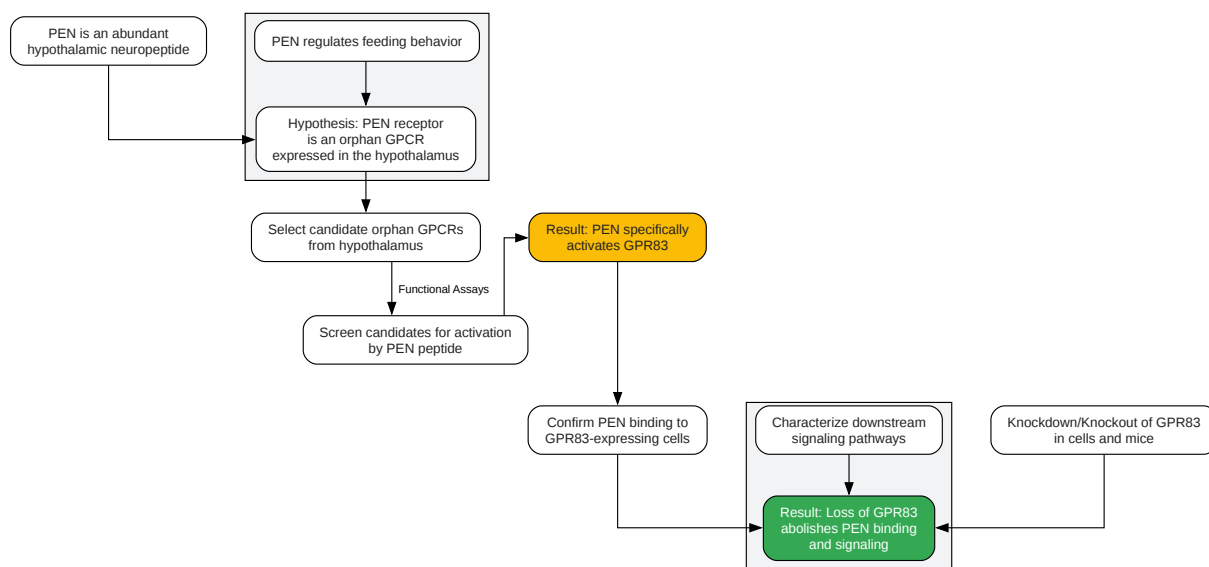 PEN is an abundant
hypothalamic neuropeptide
PEN regulates feeding behavior
Hypothesis: PEN receptor
is an orphan GPCR
expressed in the hypothalamus
Select candidate orphan GPCRs
from hypothalamus
Result: PEN specifically
activates GPR83
Functional Assays
Screen candidates for activation
by PEN peptide
Confirm PEN binding to
GPR83-expressing cells
Characterize downstream
signaling pathways
Knockdown/Knockout of GPR83
in cells and mice
Result: Loss of GPR83
abolishes PEN binding
and signaling